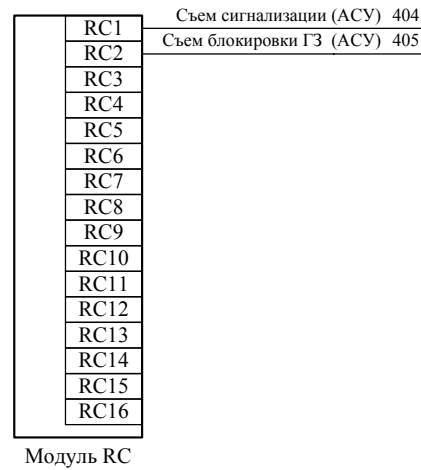 RC1 Съем сигнализации (АСУ) 404
RC2 Съем блокировки ГЗ (АСУ) 405
RC3
RC4
RC5
RC6
RC7
RC8
RC9
RC10
RC11
RC12
RC13
RC14
RC15
RC16
Модуль RC